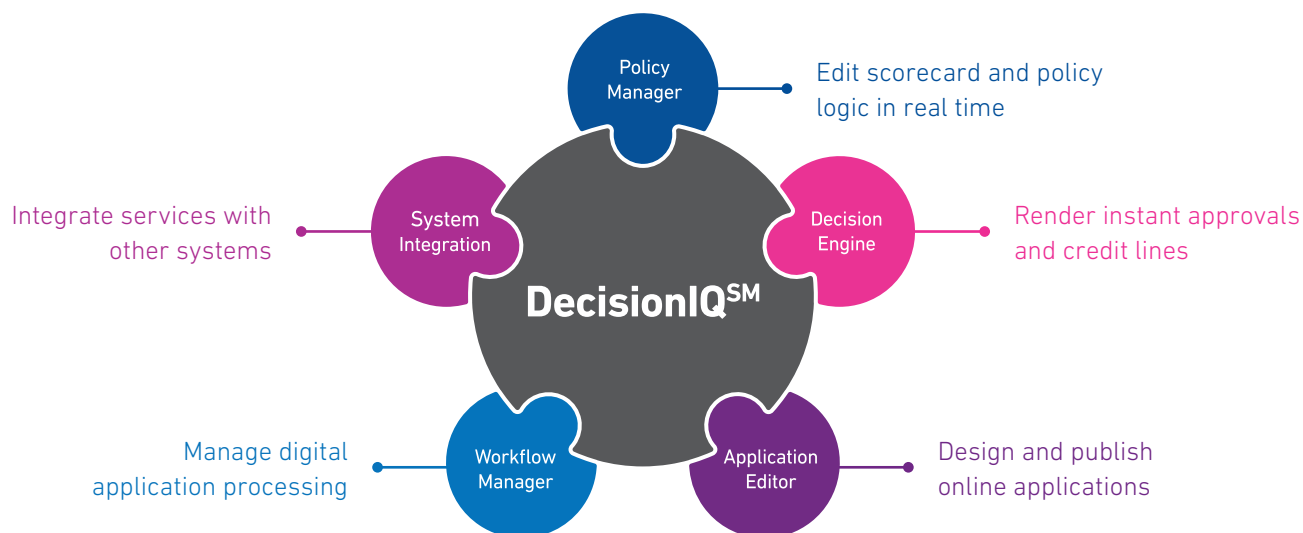 Policy
Manager
Edit scorecard and policy
logic in real time
System
Integration
Integrate services with
other systems
Decision
Engine
Render instant approvals
and credit lines
DecisionIQSM
Workflow
Manager
Manage digital
application processing
Application
Editor
Design and publish
online applications